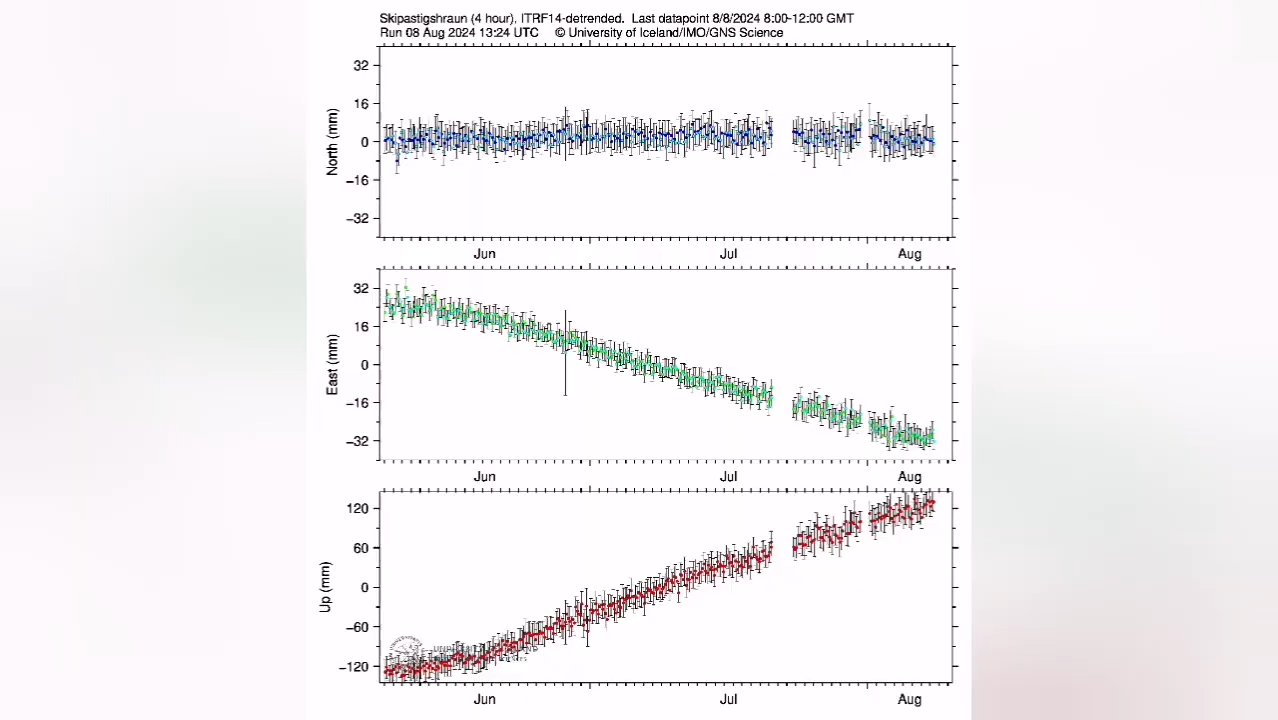 Skipastigshraun (4 hour), ITRF14-detrended. Last datapoint 8/8/2024 8:00-12:00 GMT
Run 08 Aug 2024 13:24 UTC © University of Iceland/IMO/GNS Science
32
16
0
-16
-32
North (mm)
Jun Jul Aug
32
16
0
-16
-32
East (mm)
Jun Jul Aug
120
60
0
-60
-120
Up (mm)
Jun Jul Aug